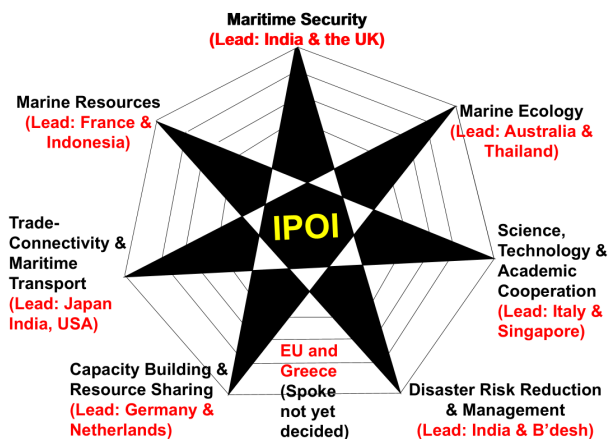 Maritime Security
(Lead: India & the UK)
Marine Resources
(Lead: France &
Indonesia)
Marine Ecology
(Lead: Australia &
Thailand)
IPOI
Trade-
Connectivity &
Maritime
Transport
(Lead: Japan
India, USA)
Science,
Technology &
Academic
Cooperation
(Lead: Italy &
Singapore)
Capacity Building &
Resource Sharing
(Lead: Germany &
Netherlands)
EU and
Greece
(Spoke
not yet
decided)
Disaster Risk Reduction
& Management
(Lead: India & B'desh)